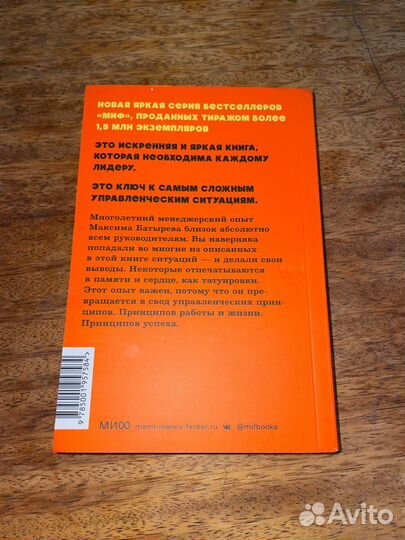 НОВАЯ ЯРКАЯ СЕРИЯ БЕСТСЕЛЛЕРОВ
«МИФ», ПРОДАННЫХ ТИРАЖОМ БОЛЕЕ
1,5 МЛН ЭКЗЕМПЛЯРОВ
ЭТО ИСКРЕННЯЯ И ЯРКАЯ КНИГА,
КОТОРАЯ НЕОБХОДИМА КАЖДОМУ
ЛИДЕРУ.
ЭТО КЛЮЧ К САМЫМ СЛОЖНЫМ
УПРАВЛЕНЧЕСКИМ СИТУАЦИЯМ.
Многолетний менеджерский опыт
Максима Батырева близок абсолютно
всем руководителям. Вы наверняка
попадали во многие из описанных
в этой книге ситуаций — и делали свои
выводы. Некоторые отпечатываются
в памяти и сердце, как татуировки.
Этот опыт важен, потому что он пре-
вращается в свод управленческих прин-
ципов. Принципов работы и жизни.
Принципов успеха.
9 785001 957584
МИФ mann-ivanov-ferber.ru @mifbooks
Avito